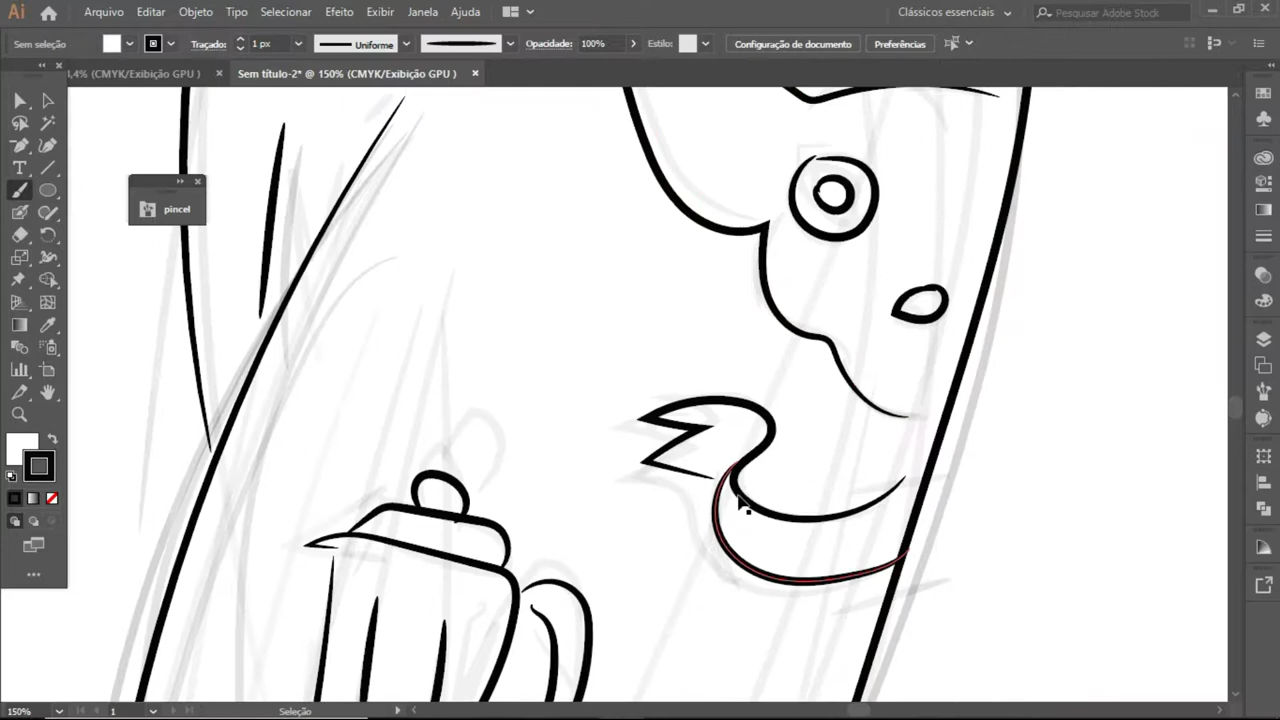 Ai Arquivo Editar Objeto Tipo Selecionar Efeito Exibir Janela Ajuda Clássicos essenciais Pesquisar Adobe Stock
Sem seleção Traçado: 1 px Uniforme Opacidade: 100% Estilo: Configuração de documento Preferências
,4% (CMYK/Exibição GPU ) × Sem título-2* @ 150% (CMYK/Exibição GPU ) ×
pincel
150% 1 Seleção